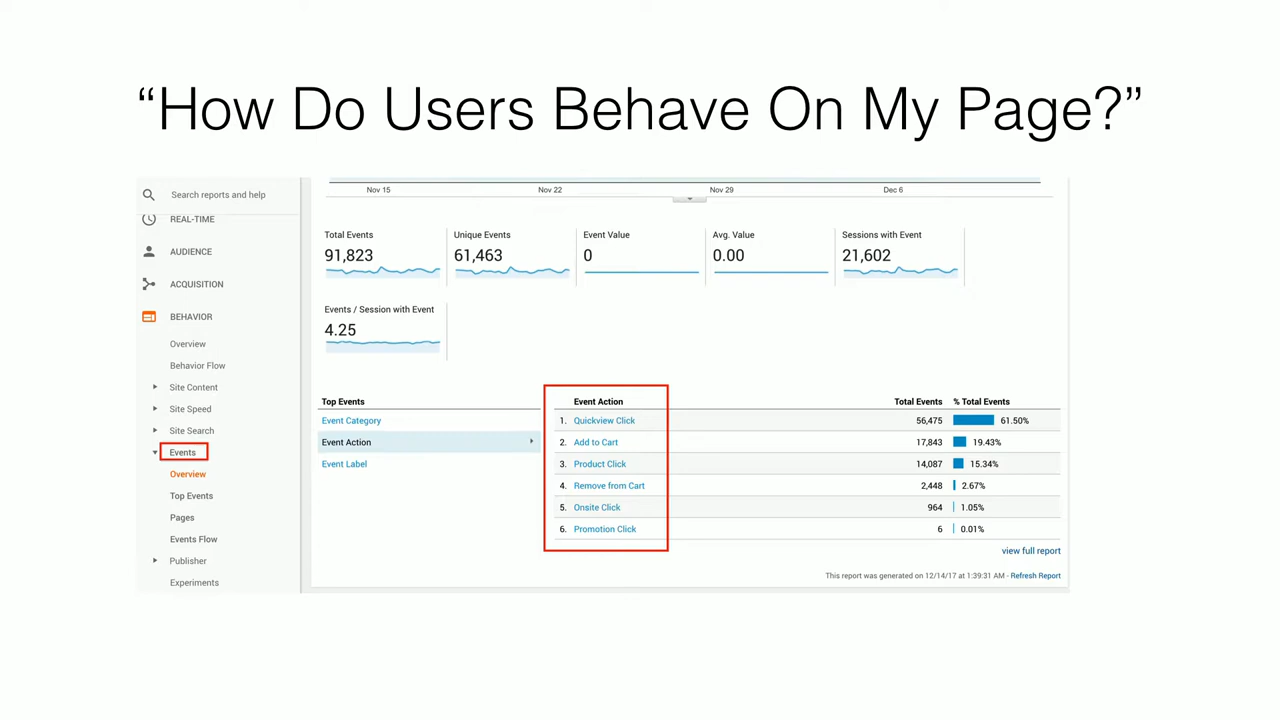 “How Do Users Behave On My Page?”
Search reports and help
REAL-TIME
AUDIENCE
ACQUISITION
BEHAVIOR
Overview
Behavior Flow
Site Content
Site Speed
Site Search
Events
Overview
Top Events
Pages
Events Flow
Publisher
Experiments
Nov 15 Nov 22 Nov 29 Dec 6
Total Events Unique Events Event Value Avg. Value Sessions with Event
91,823 61,463 0 0.00 21,602
Events / Session with Event
4.25
Top Events
Event Category
Event Action
Event Label
Event Action Total Events % Total Events
1. Quickview Click 56,475 61.50%
2. Add to Cart 17,843 19.43%
3. Product Click 14,087 15.34%
4. Remove from Cart 2,448 2.67%
5. Onsite Click 964 1.05%
6. Promotion Click 6 0.01%
view full report
This report was generated on 12/14/17 at 1:39:31 AM - Refresh Report